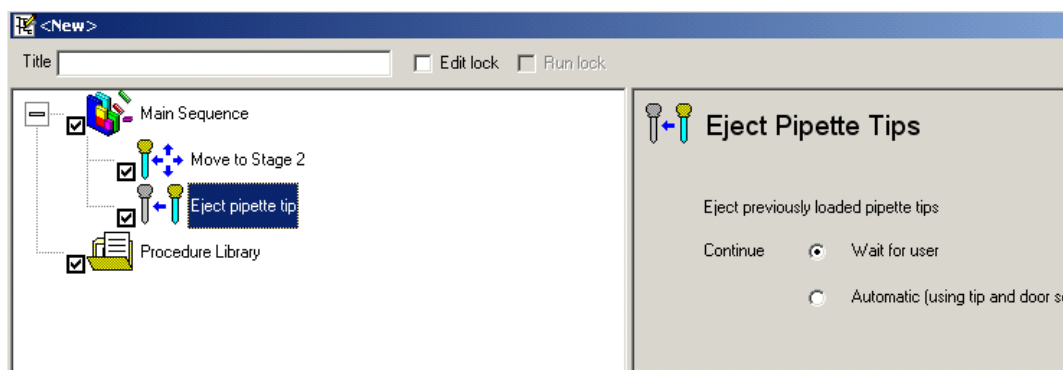 <New>
Title
Edit lock
Run lock
Main Sequence
Move to Stage 2
Eject pipette tip
Procedure Library
Eject Pipette Tips
Eject previously loaded pipette tips
Continue
Wait for user
Automatic (using tip and door